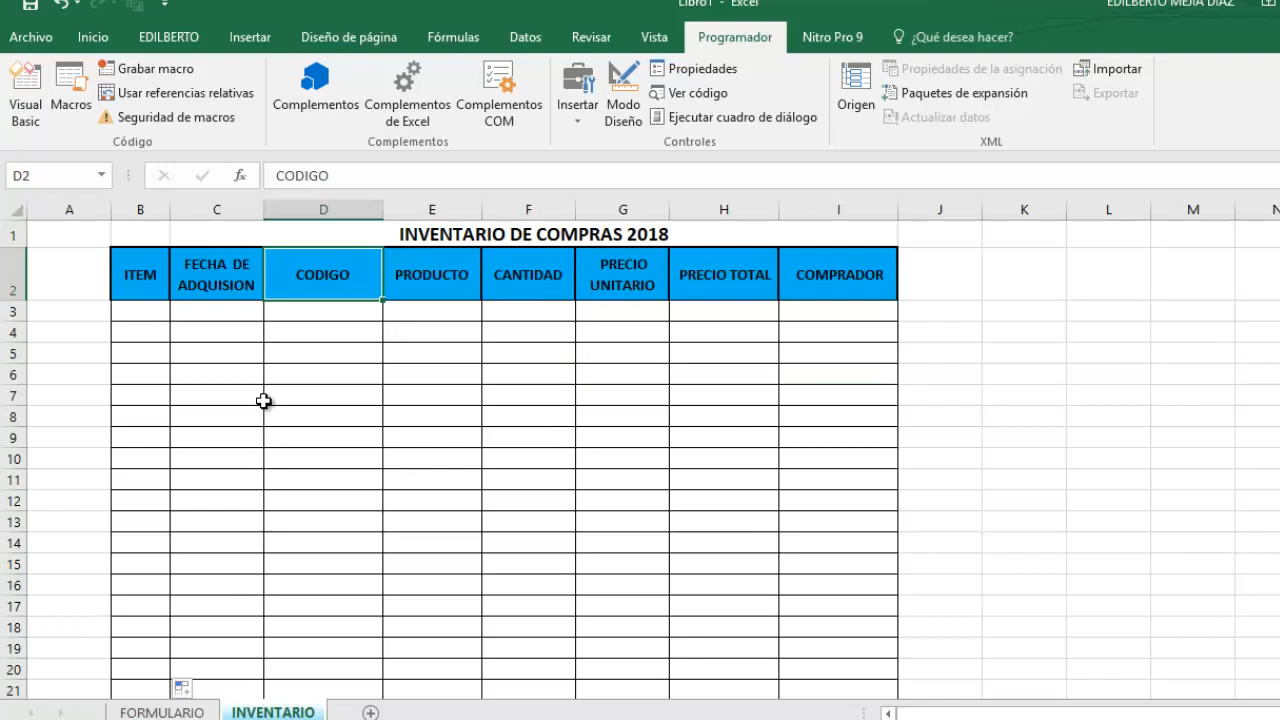 Libro1 - Excel
EDILBERTO MEJIA DIAZ
Archivo
Inicio
EDILBERTO
Insertar
Diseño de página
Fórmulas
Datos
Revisar
Vista
Programador
Nitro Pro 9
¿Qué desea hacer?
Visual
Basic
Macros
Grabar macro
Usar referencias relativas
Seguridad de macros
Código
Complementos
Complementos
de Excel
Complementos
COM
Complementos
Insertar
Modo
Diseño
Propiedades
Ver código
Ejecutar cuadro de diálogo
Controles
Origen
Propiedades de la asignación
Paquetes de expansión
Actualizar datos
Importar
Exportar
XML
D2
fx
CODIGO
A B C D E F G H I J K L M N
1
INVENTARIO DE COMPRAS 2018
2
ITEM
FECHA DE
ADQUISION
CODIGO
PRODUCTO
CANTIDAD
PRECIO
UNITARIO
PRECIO TOTAL
COMPRADOR
3
4
5
6
7
8
9
10
11
12
13
14
15
16
17
18
19
20
21
FORMULARIO
INVENTARIO